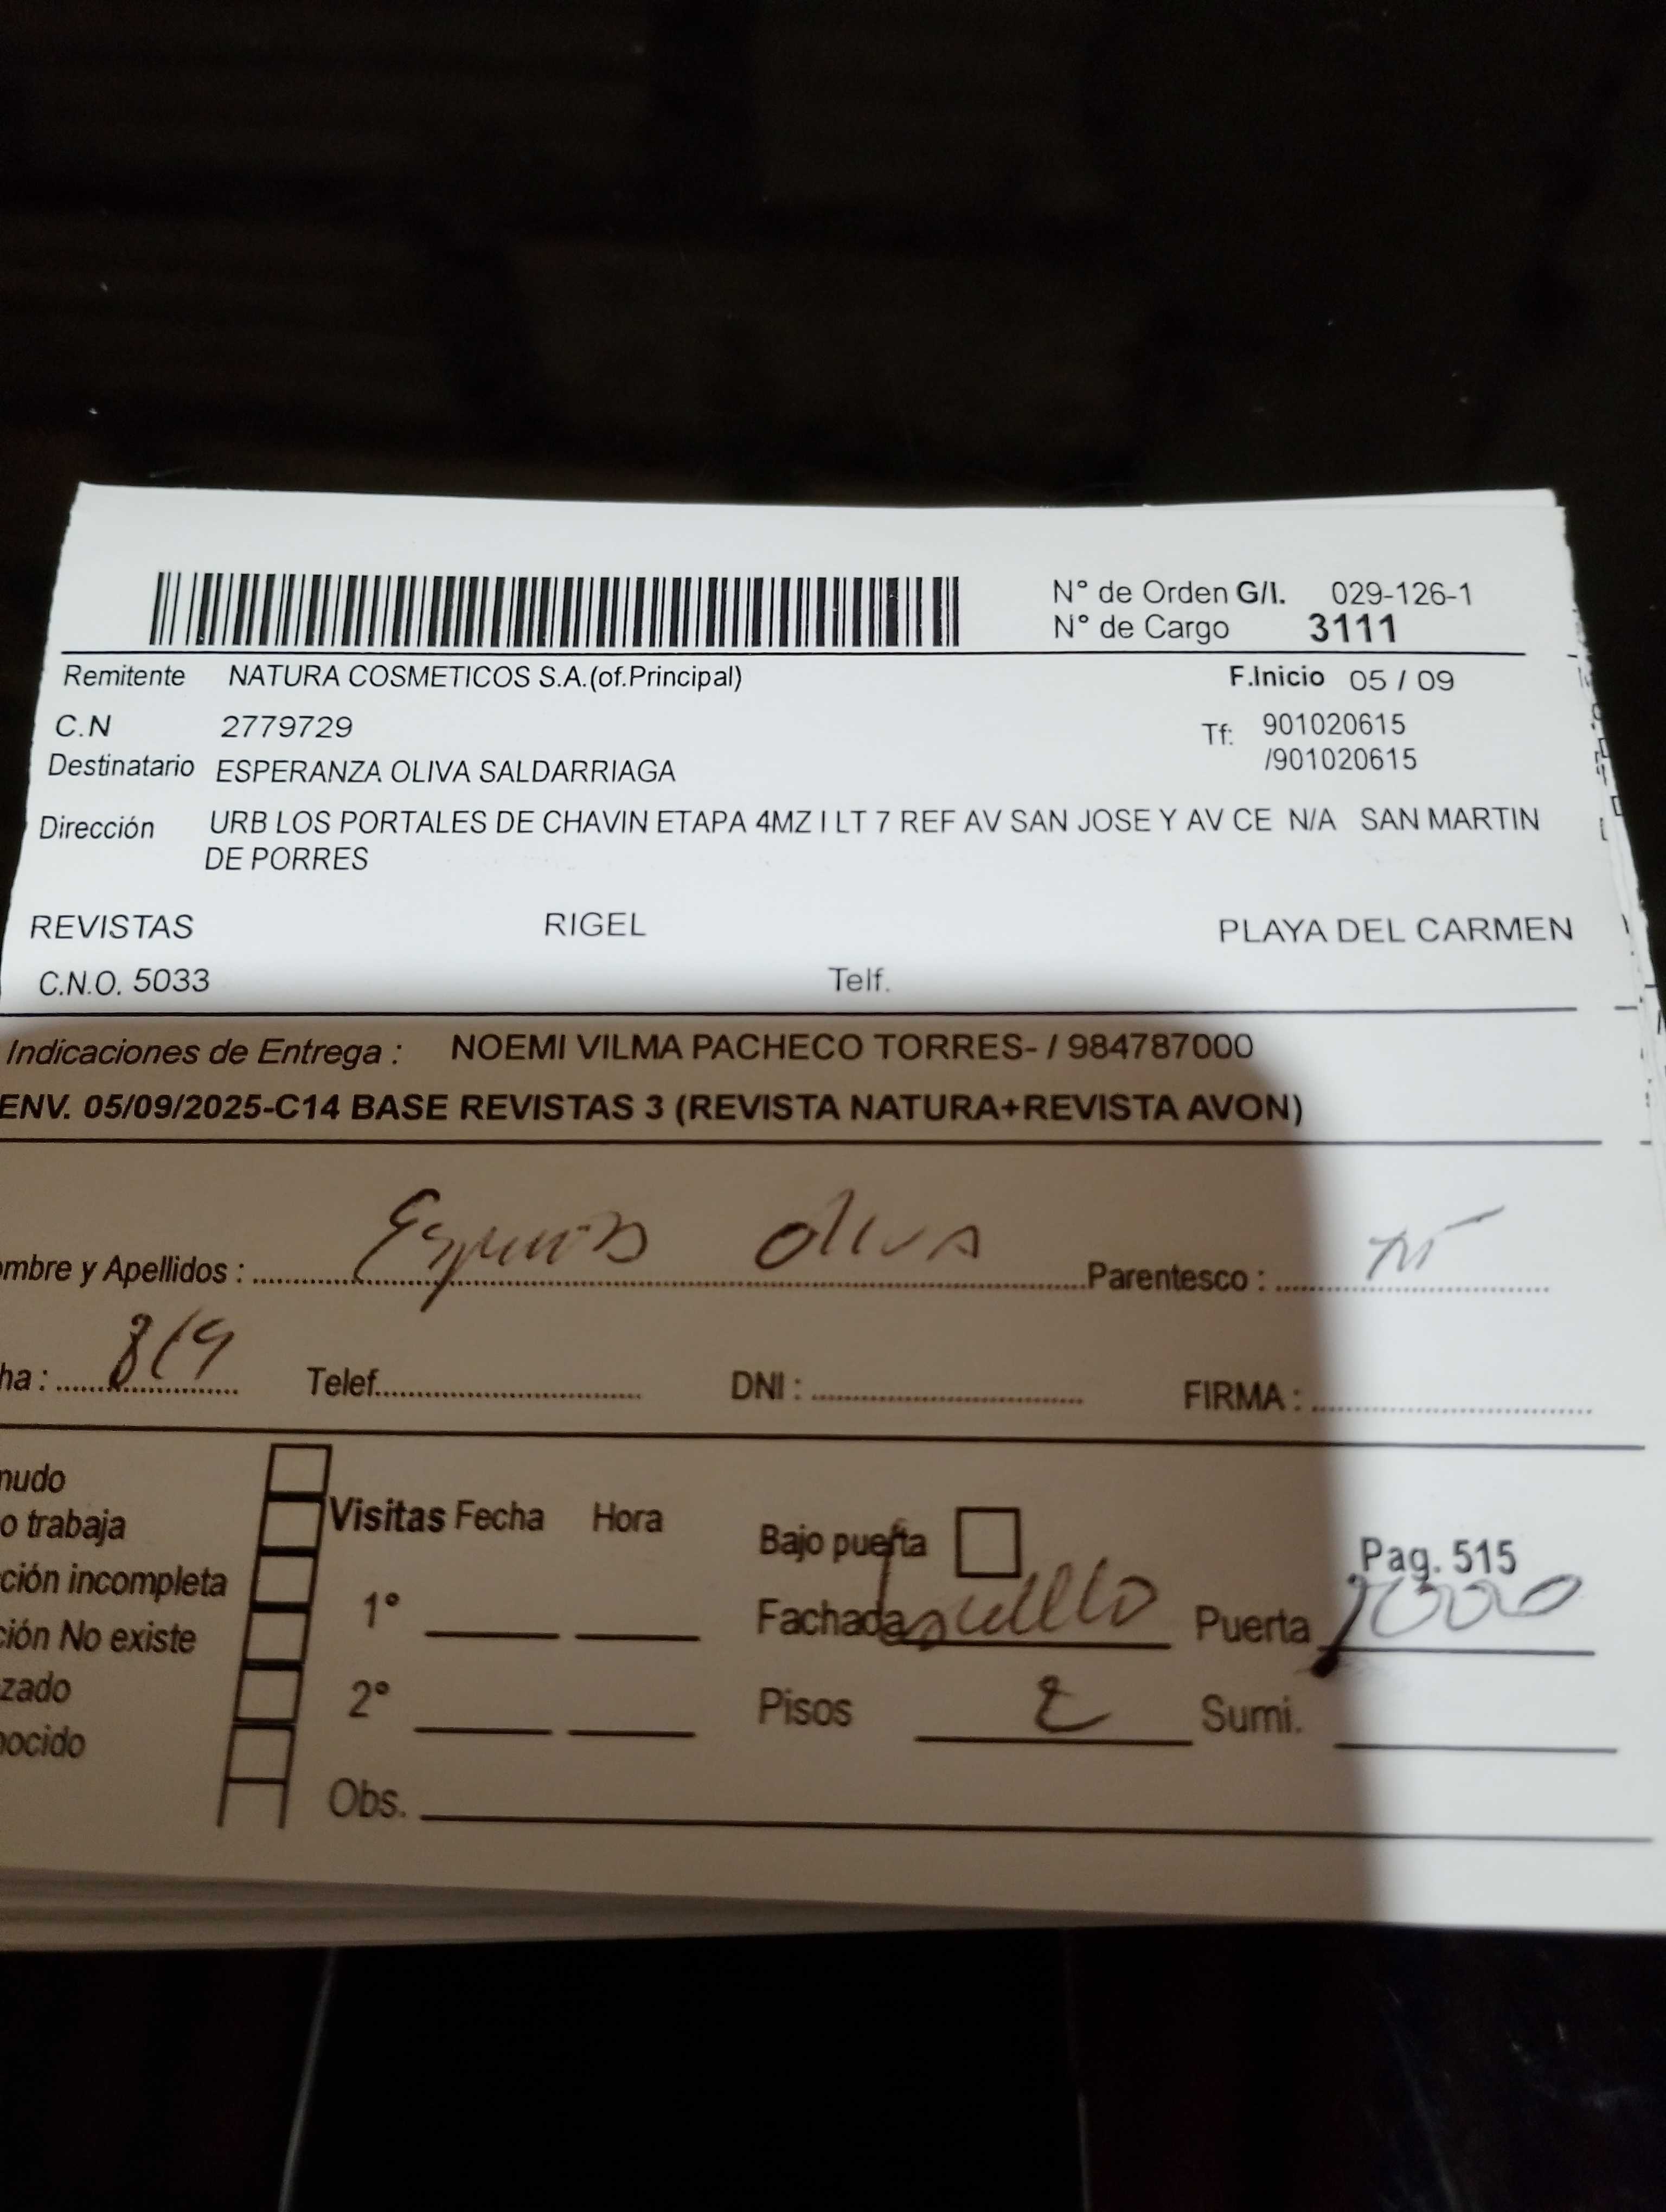 N° de Orden G/I. 029-126-1
N° de Cargo 3111
Remitente NATURA COSMETICOS S.A.(of.Principal) F.Inicio 05 / 09
C.N 2779729 Tf: 901020615
/901020615
Destinatario ESPERANZA OLIVA SALDARRIAGA
Dirección URB LOS PORTALES DE CHAVIN ETAPA 4MZ I LT 7 REF AV SAN JOSE Y AV CE N/A SAN MARTIN
DE PORRES
REVISTAS RIGEL PLAYA DEL CARMEN
C.N.O. 5033 Telf.
Indicaciones de Entrega : NOEMI VILMA PACHECO TORRES- / 984787000
ENV. 05/09/2025-C14 BASE REVISTAS 3 (REVISTA NATURA+REVISTA AVON)
mbre y Apellidos : Oliva Parentesco :
ha : 8/9 Telef. DNI : FIRMA :
nudo
o trabaja Visitas Fecha Hora Bajo puerta Pag. 515
ción incompleta
1° Fachada Puerta
ción No existe
zado 2° Pisos 2 Sumi.
ocido
Obs.